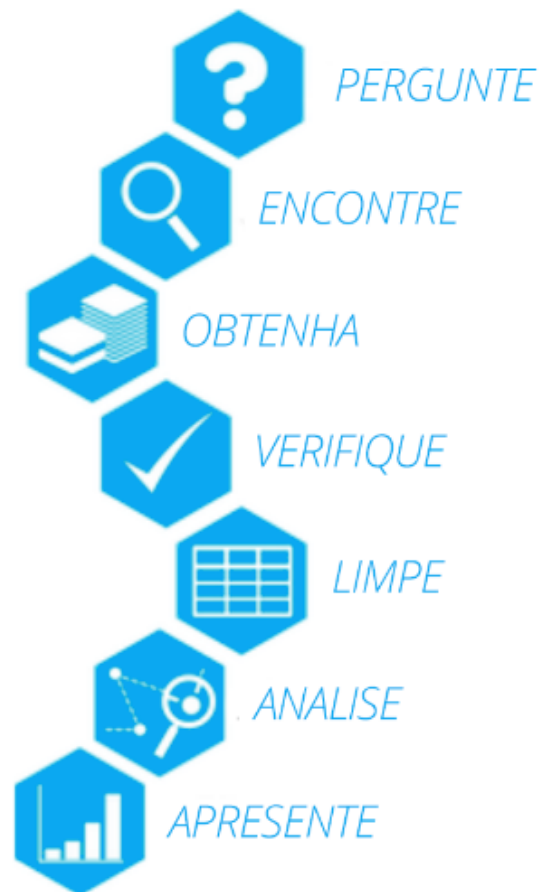 ?
PERGUNTE
ENCONTRE
OBTENHA
VERIFIQUE
LIMPE
ANALISE
APRESENTE